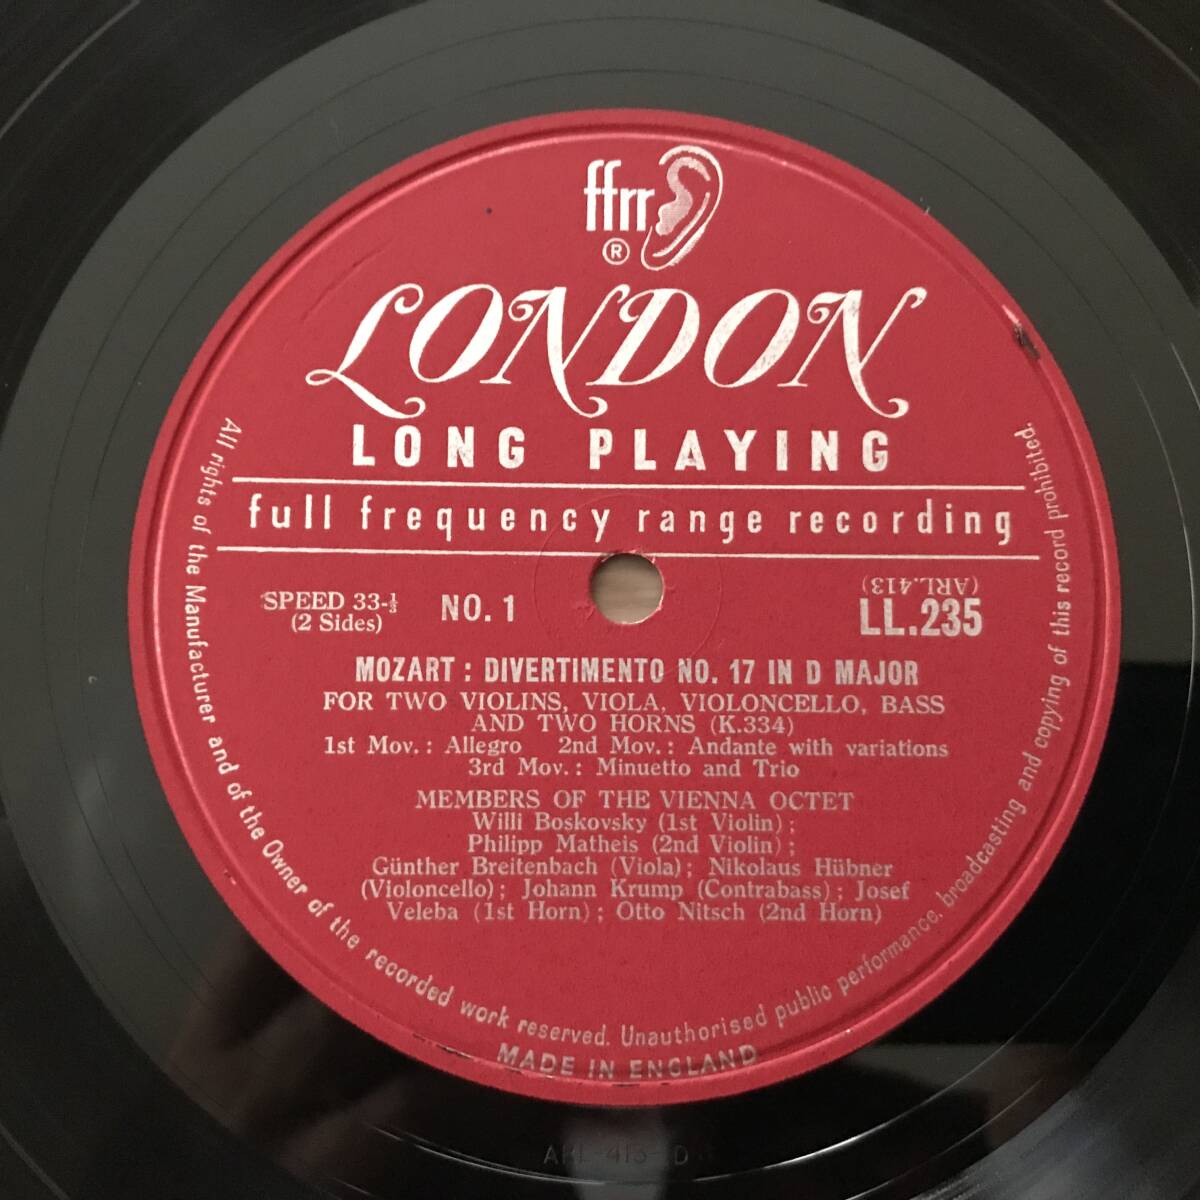 ffrr
®
LONDON
LONG PLAYING
full frequency range recording
(ARL.413)
SPEED 33-⅓
(2 Sides)
NO. 1
LL.235
MOZART : DIVERTIMENTO NO. 17 IN D MAJOR
FOR TWO VIOLINS, VIOLA, VIOLONCELLO, BASS
AND TWO HORNS (K.334)
1st Mov. : Allegro 2nd Mov. : Andante with variations
3rd Mov. : Minuetto and Trio
MEMBERS OF THE VIENNA OCTET
Willi Boskovsky (1st Violin) ;
Philipp Matheis (2nd Violin) ;
Günther Breitenbach (Viola) ; Nikolaus Hübner
(Violoncello) ; Johann Krump (Contrabass) ; Josef
Veleba (1st Horn) ; Otto Nitsch (2nd Horn)
All rights of the Manufacturer and of the Owner of the recorded work reserved. Unauthorised public performance, broadcasting and copying of this record prohibited.
MADE IN ENGLAND